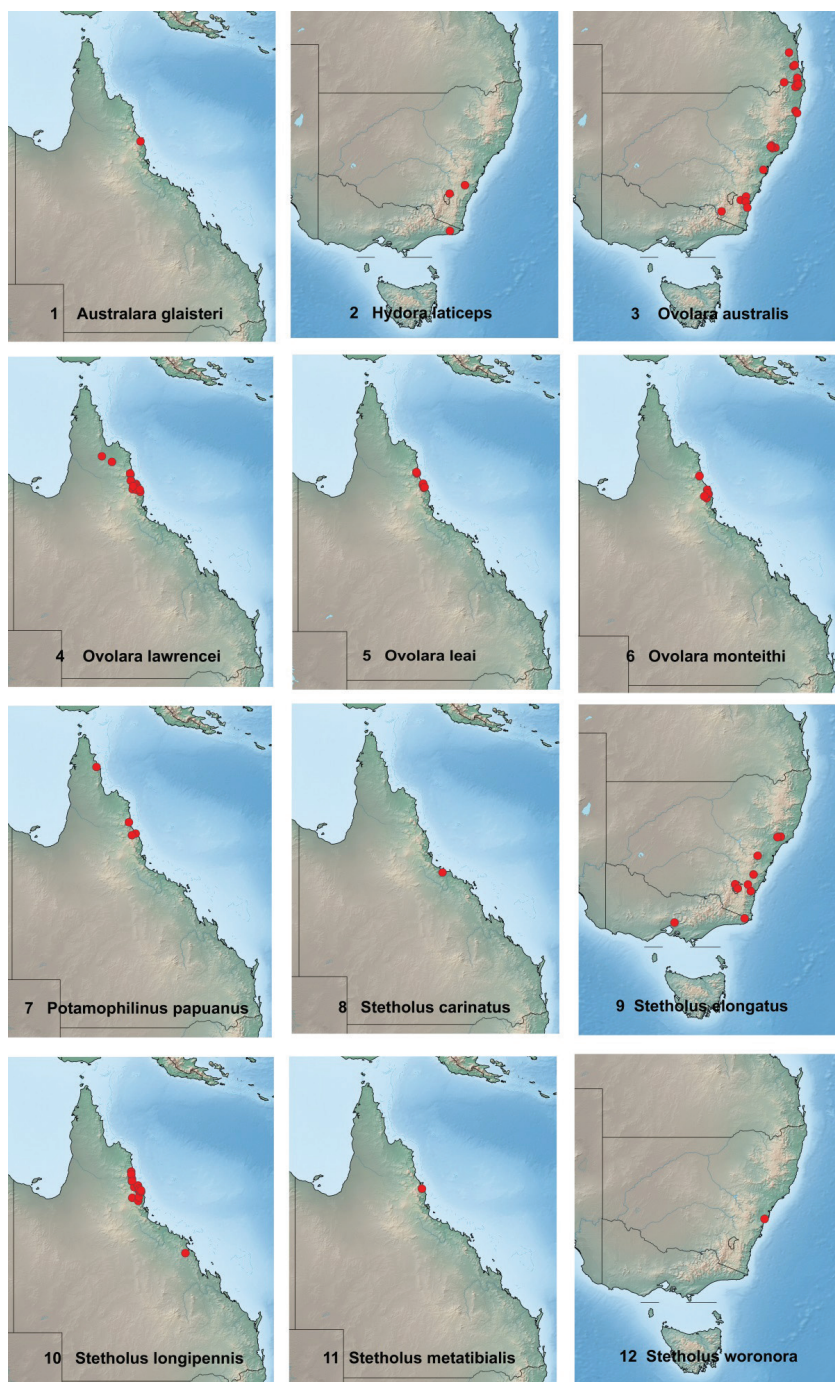 1 Australara glaisteri
2 Hydora laticeps
3 Ovolara australis
4 Ovolara lawrencei
5 Ovolara leai
6 Ovolara monteithi
7 Potamophilinus papuanus
8 Stetholus carinatus
9 Stetholus elongatus
10 Stetholus longipennis
11 Stetholus metatibialis
12 Stetholus woronora